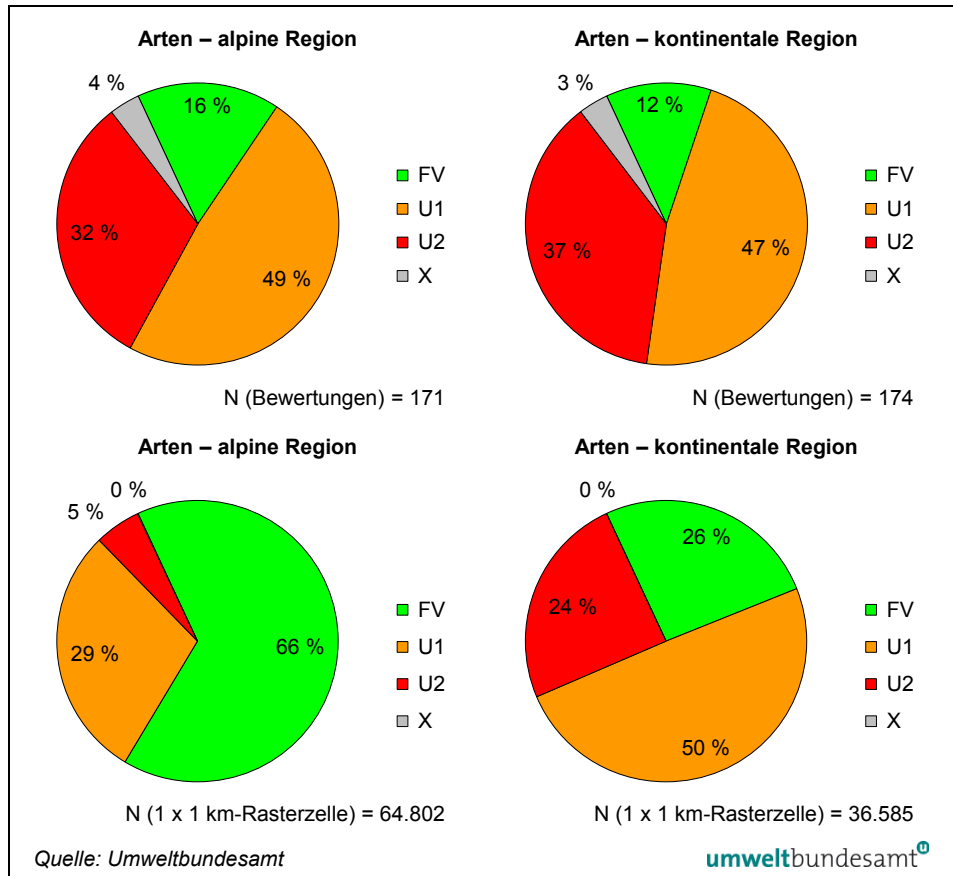 Arten – alpine Region
4 %
16 %
32 %
49 %
FV
U1
U2
X
N (Bewertungen) = 171
Arten – kontinentale Region
3 %
12 %
37 %
47 %
FV
U1
U2
X
N (Bewertungen) = 174
Arten – alpine Region
0 %
5 %
29 %
66 %
FV
U1
U2
X
N (1 x 1 km-Rasterzelle) = 64.802
Arten – kontinentale Region
0 %
26 %
24 %
50 %
FV
U1
U2
X
N (1 x 1 km-Rasterzelle) = 36.585
Quelle: Umweltbundesamt
umweltbundesamt u